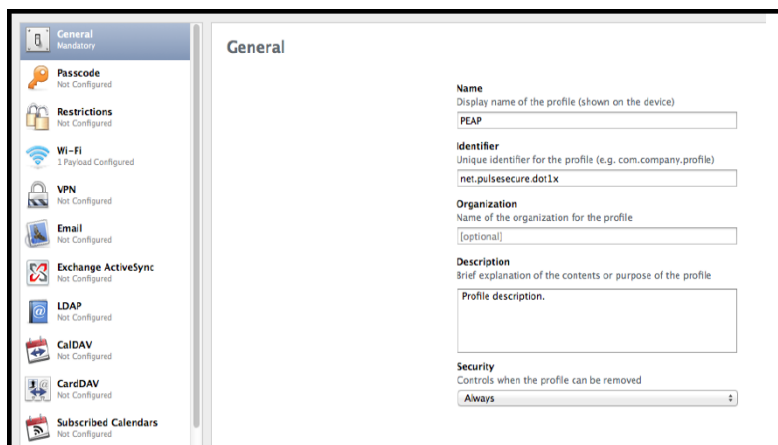 General
Mandatory
Passcode
Not Configured
Restrictions
Not Configured
Wi-Fi
1 Payload Configured
VPN
Not Configured
Email
Not Configured
Exchange ActiveSync
Not Configured
LDAP
Not Configured
CalDAV
Not Configured
CardDAV
Not Configured
Subscribed Calendars
Not Configured
General
Name
Display name of the profile (shown on the device)
PEAP
Identifier
Unique identifier for the profile (e.g. com.company.profile)
net.pulsesecure.dot1x
Organization
Name of the organization for the profile
[optional]
Description
Brief explanation of the contents or purpose of the profile
Profile description.
Security
Controls when the profile can be removed
Always